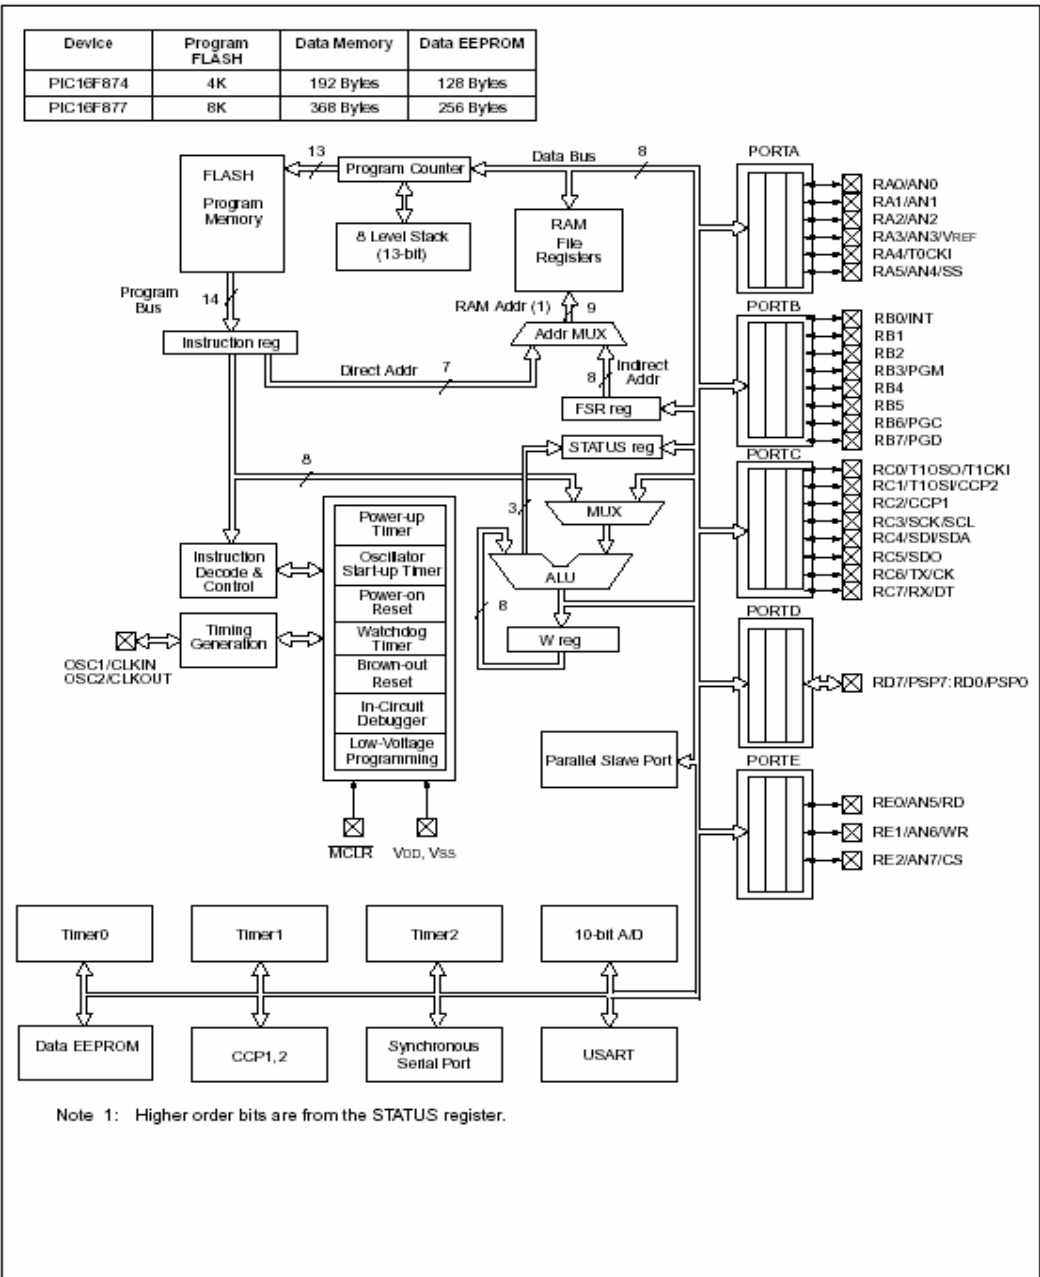 Device Program FLASH Data Memory Data EEPROM
PIC16F874 4K 192 Bytes 128 Bytes
PIC16F877 8K 368 Bytes 256 Bytes
FLASH
Program
Memory
13
Program Counter
Data Bus
8
8 Level Stack
(13-bit)
RAM
File
Registers
Program
Bus
14
RAM Addr (1)
9
Instruction reg
Addr MUX
Direct Addr
7
8
Indirect
Addr
FSR reg
STATUS reg
8
3
MUX
ALU
8
W reg
Power-up
Timer
Oscillator
Start-up Timer
Power-on
Reset
Watchdog
Timer
Brown-out
Reset
In-Circuit
Debugger
Low-Voltage
Programming
Instruction
Decode &
Control
Timing
Generation
OSC1/CLKIN
OSC2/CLKOUT
MCLR
VDD, VSS
Parallel Slave Port
PORTA
RA0/AN0
RA1/AN1
RA2/AN2
RA3/AN3/VREF
RA4/T0CKI
RA5/AN4/SS
PORTB
RB0/INT
RB1
RB2
RB3/PGM
RB4
RB5
RB6/PGC
RB7/PGD
PORTC
RC0/T1OSO/T1CKI
RC1/T1OSI/CCP2
RC2/CCP1
RC3/SCK/SCL
RC4/SDI/SDA
RC5/SDO
RC6/TX/CK
RC7/RX/DT
PORTD
RD7/PSP7:RD0/PSP0
PORTE
RE0/AN5/RD
RE1/AN6/WR
RE2/AN7/CS
Timer0
Timer1
Timer2
10-bit A/D
Data EEPROM
CCP1,2
Synchronous
Serial Port
USART
Note 1: Higher order bits are from the STATUS register.